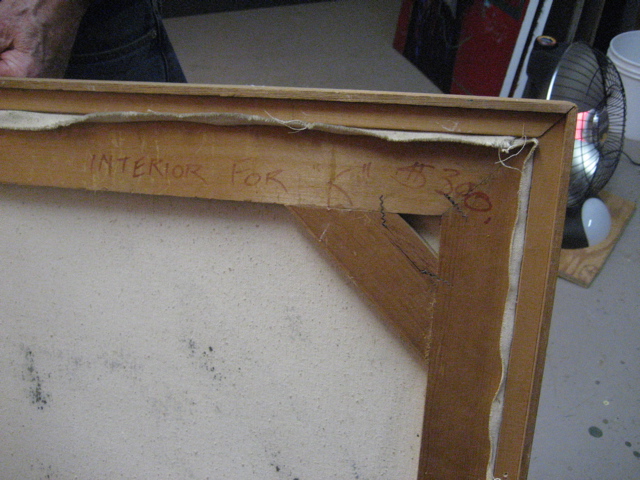 INTERIOR FOR "K" $300.